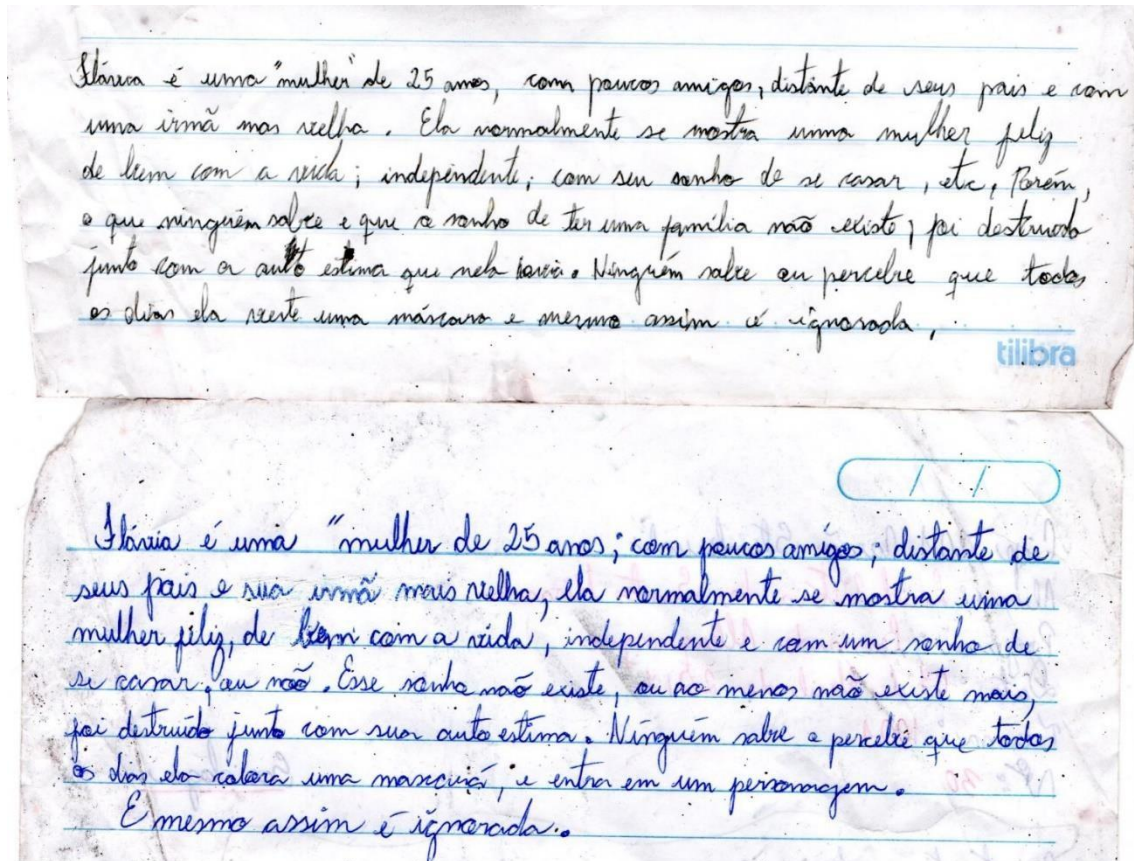 Flávia é uma "mulher" de 25 anos, com poucos amigos, distante de seus pais e com
uma irmã mas velha. Ela normalmente se mostra uma mulher feliz
de bem com a vida; independente; com seu sonho de se casar, etc, Porém,
o que ninguém sabe e que o sonho de ter uma família não existe, foi destruido
junto com a auto estima que nela havia. Ninguém sabe ou percebe que todos
os dias ela veste uma máscara e mesmo assim é ignorada,
tilibra
/ /
Flávia é uma "mulher de 25 anos; com poucos amigos; distante de
seus pais e sua irmã mais velha, ela normalmente se mostra uma
mulher feliz, de bem com a vida, independente e com um sonho de
se casar, ou não. Esse sonho não existe, ou ao menos não existe mais,
foi destruído junto com sua auto estima. Ninguém sabe o percebe que todos
os dias ela coloca uma, e entra em um personagem.
E mesmo assim é ignorada.